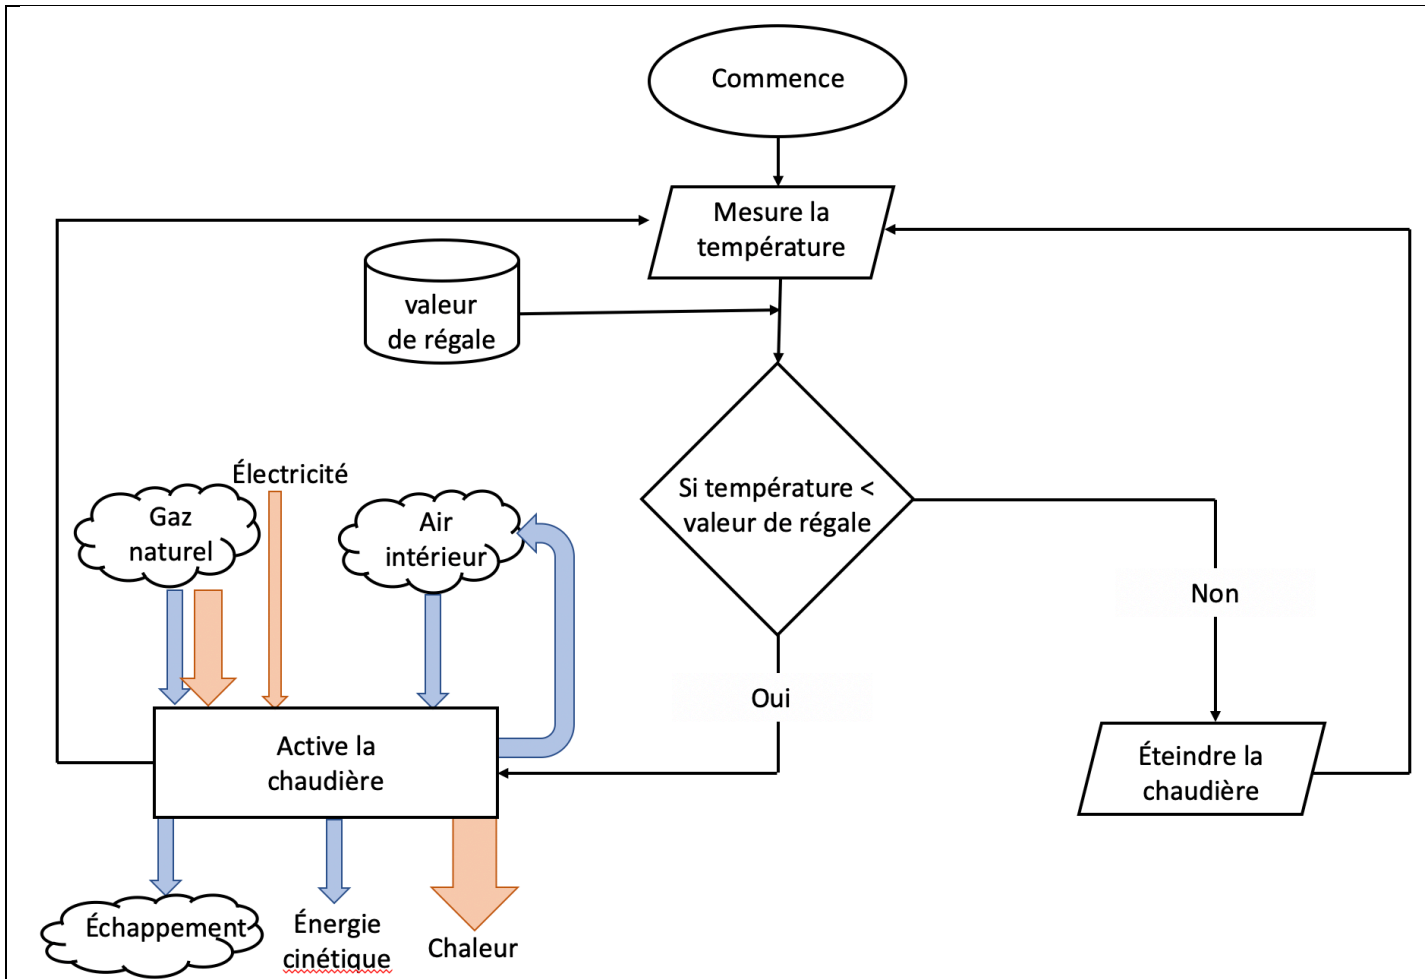 Commence
Mesure la
température
valeur
de régale
Si température <
valeur de régale
Électricité
Gaz
naturel
Air
intérieur
Non
Oui
Active la
chaudière
Éteindre la
chaudière
Échappement
Énergie
cinétique
Chaleur